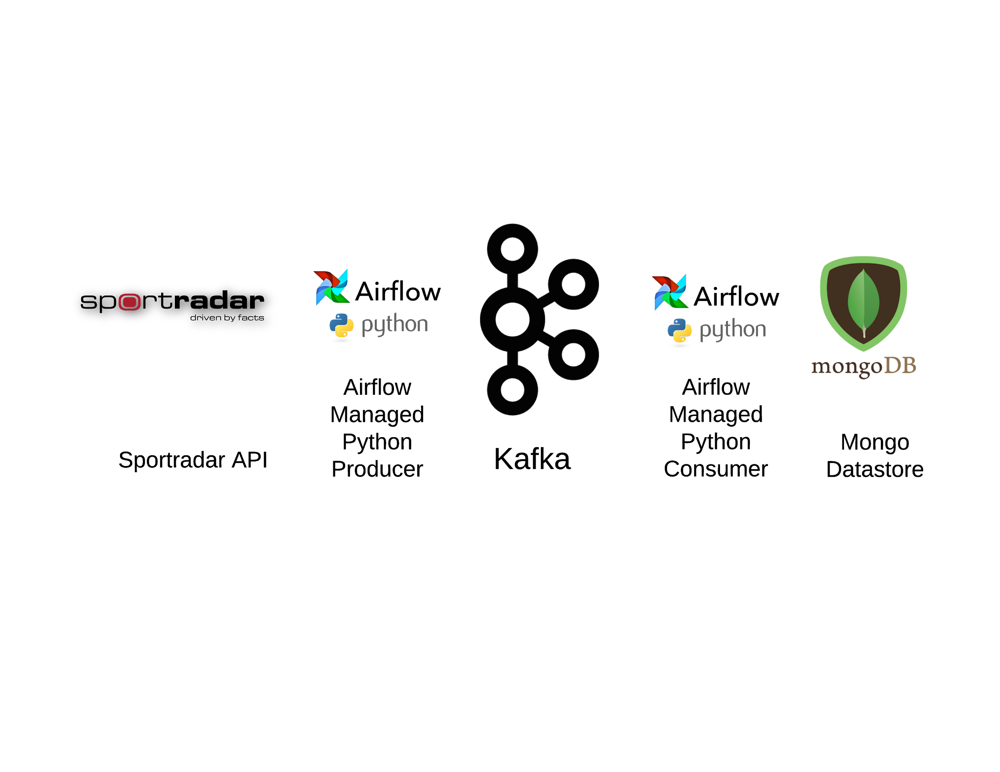 sportradar
driven by facts
Airflow
python
Airflow
python
mongoDB
Sportradar API
Airflow
Managed
Python
Producer
Kafka
Airflow
Managed
Python
Consumer
Mongo
Datastore